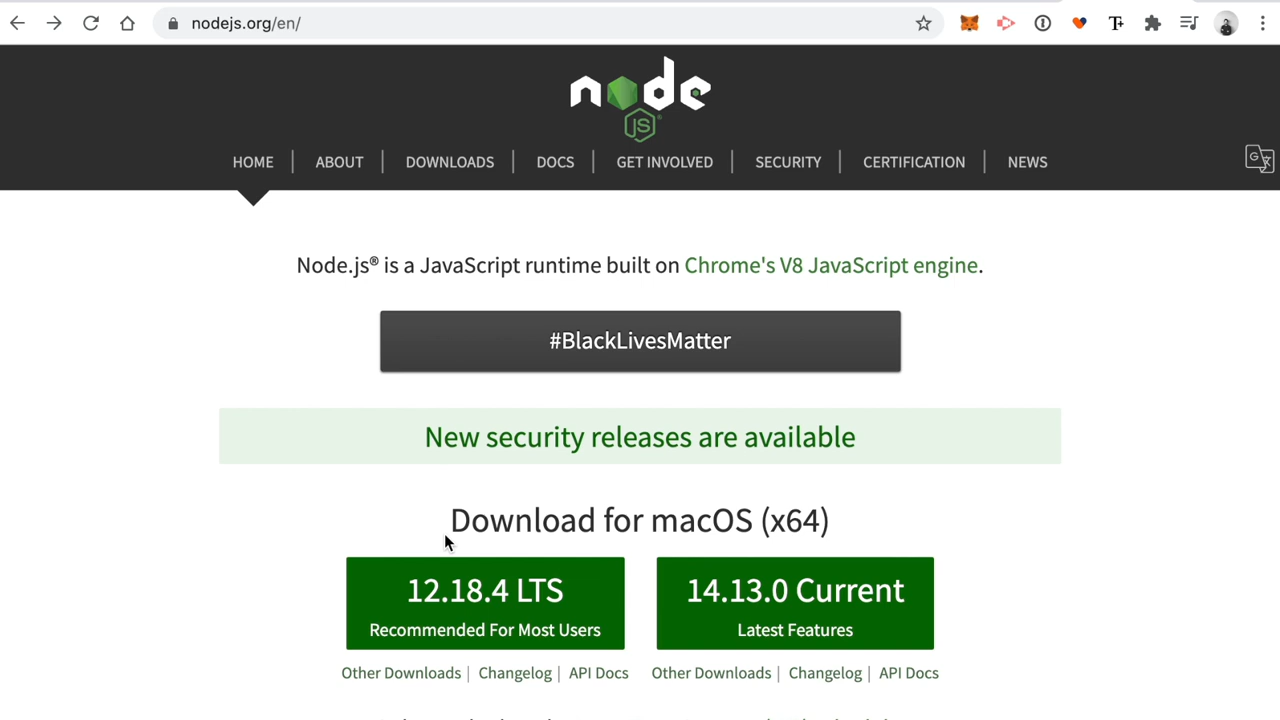 nodejs.org/en/
node
JS
HOME | ABOUT | DOWNLOADS | DOCS | GET INVOLVED | SECURITY | CERTIFICATION | NEWS
Node.js® is a JavaScript runtime built on Chrome's V8 JavaScript engine.
#BlackLivesMatter
New security releases are available
Download for macOS (x64)
12.18.4 LTS
Recommended For Most Users
14.13.0 Current
Latest Features
Other Downloads | Changelog | API Docs
Other Downloads | Changelog | API Docs